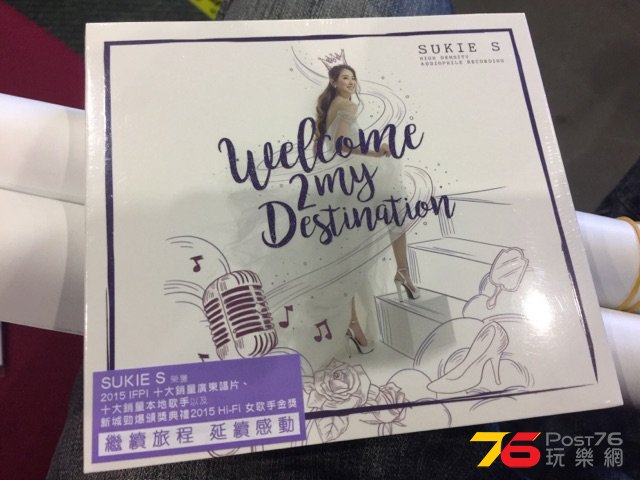 SUKIE S
HIGH DENSITY
AUDIOPHILE RECORDING
Welcome
2 my
Destination
SUKIE S 榮獲
2015 IFPI 十大銷量廣東唱片、
十大銷量本地歌手以及
新城勁爆頒獎典禮2015 Hi-Fi 女歌手金獎
繼續旅程 延續感動
76 POST76
玩樂網